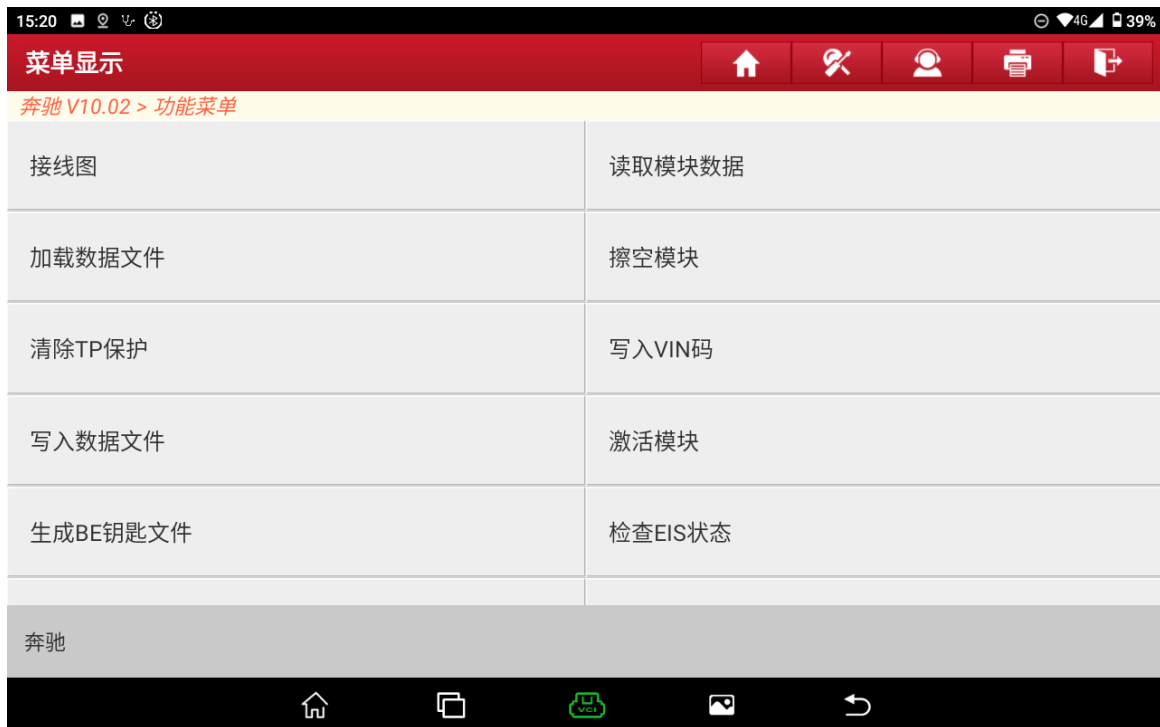 15:20
4G 39%
菜单显示
奔驰 V10.02 > 功能菜单
接线图
读取模块数据
加载数据文件
擦空模块
清除TP保护
写入VIN码
写入数据文件
激活模块
生成BE钥匙文件
检查EIS状态
奔驰
VCI